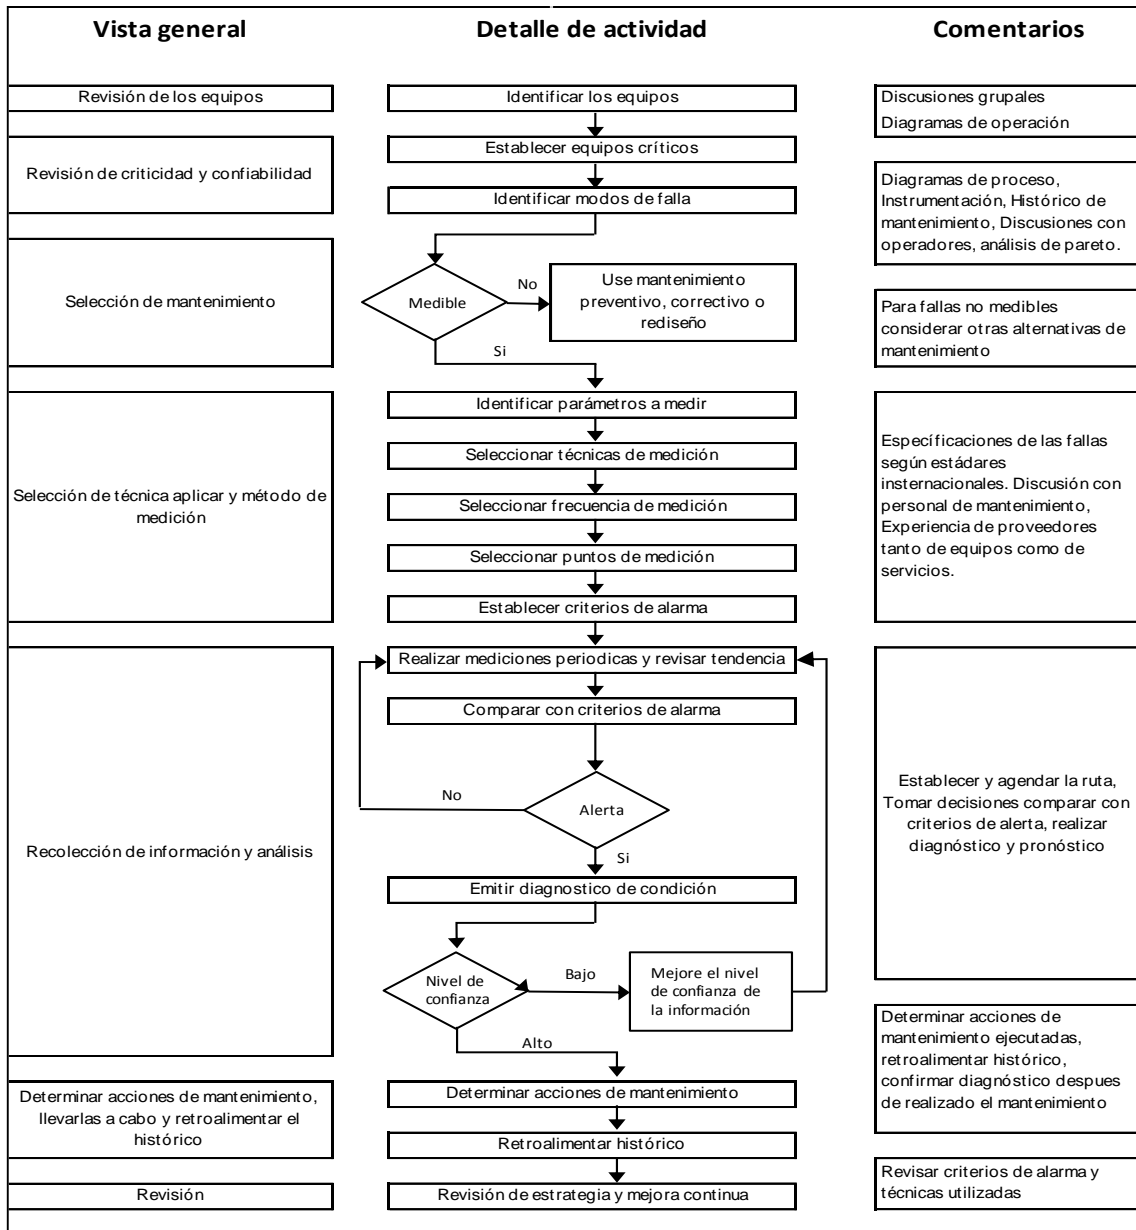 Vista general
Detalle de actividad
Comentarios
Revisión de los equipos
Identificar los equipos
Discusiones grupales
Diagramas de operación
Revisión de criticidad y confiabilidad
Establecer equipos críticos
Identificar modos de falla
Diagramas de proceso,
Instrumentación, Histórico de
mantenimiento, Discusiones con
operadores, análisis de pareto.
Selección de mantenimiento
Medible
No
Use mantenimiento
preventivo, correctivo o
rediseño
Si
Para fallas no medibles
considerar otras alternativas de
mantenimiento
Selección de técnica aplicar y método de
medición
Identificar parámetros a medir
Seleccionar técnicas de medición
Seleccionar frecuencia de medición
Seleccionar puntos de medición
Establecer criterios de alarma
Específicaciones de las fallas
según estádares
insternacionales. Discusión con
personal de mantenimiento,
Experiencia de proveedores
tanto de equipos como de
servicios.
Recolección de información y análisis
Realizar mediciones periodicas y revisar tendencia
Comparar con criterios de alarma
Alerta
No
Si
Emitir diagnostico de condición
Nivel de
confianza
Bajo
Mejore el nivel
de confianza de
la información
Alto
Establecer y agendar la ruta,
Tomar decisiones comparar con
criterios de alerta, realizar
diagnóstico y pronóstico
Determinar acciones de mantenimiento,
llevarlas a cabo y retroalimentar el
histórico
Determinar acciones de mantenimiento
Retroalimentar histórico
Determinar acciones de
mantenimiento ejecutadas,
retroalimentar histórico,
confirmar diagnóstico despues
de realizado el mantenimiento
Revisión
Revisión de estrategia y mejora continua
Revisar criterios de alarma y
técnicas utilizadas